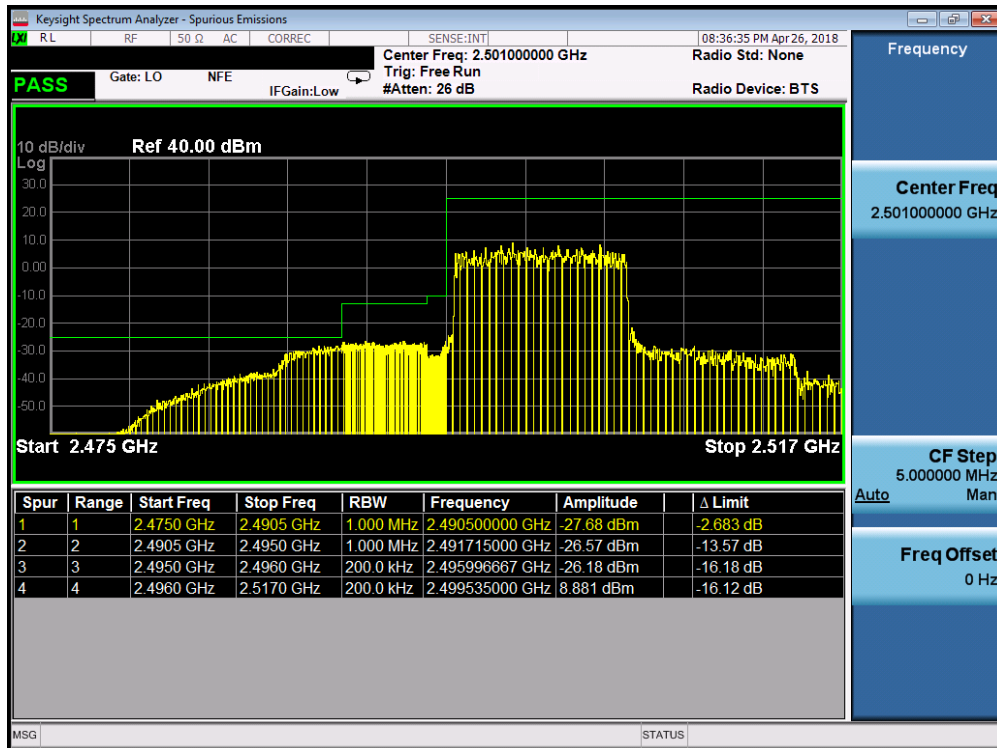 Keysight Spectrum Analyzer - Spurious Emissions
LXI RL RF 50 Ω AC CORREC SENSE:INT 08:36:35 PM Apr 26, 2018
Center Freq: 2.501000000 GHz Radio Std: None
PASS Gate: LO NFE Trig: Free Run
IFGain:Low #Atten: 26 dB Radio Device: BTS
10 dB/div Ref 40.00 dBm
Log
30.0
20.0
10.0
0.00
-10.0
-20.0
-30.0
-40.0
-50.0
Start 2.475 GHz Stop 2.517 GHz
Spur Range Start Freq Stop Freq RBW Frequency Amplitude Δ Limit
1 1 2.4750 GHz 2.4905 GHz 1.000 MHz 2.490500000 GHz -27.68 dBm -2.683 dB
2 2 2.4905 GHz 2.4950 GHz 1.000 MHz 2.491715000 GHz -26.57 dBm -13.57 dB
3 3 2.4950 GHz 2.4960 GHz 200.0 kHz 2.495996667 GHz -26.18 dBm -16.18 dB
4 4 2.4960 GHz 2.5170 GHz 200.0 kHz 2.499535000 GHz 8.881 dBm -16.12 dB
MSG STATUS
Frequency
Center Freq
2.501000000 GHz
CF Step
5.000000 MHz
Auto Man
Freq Offset
0 Hz